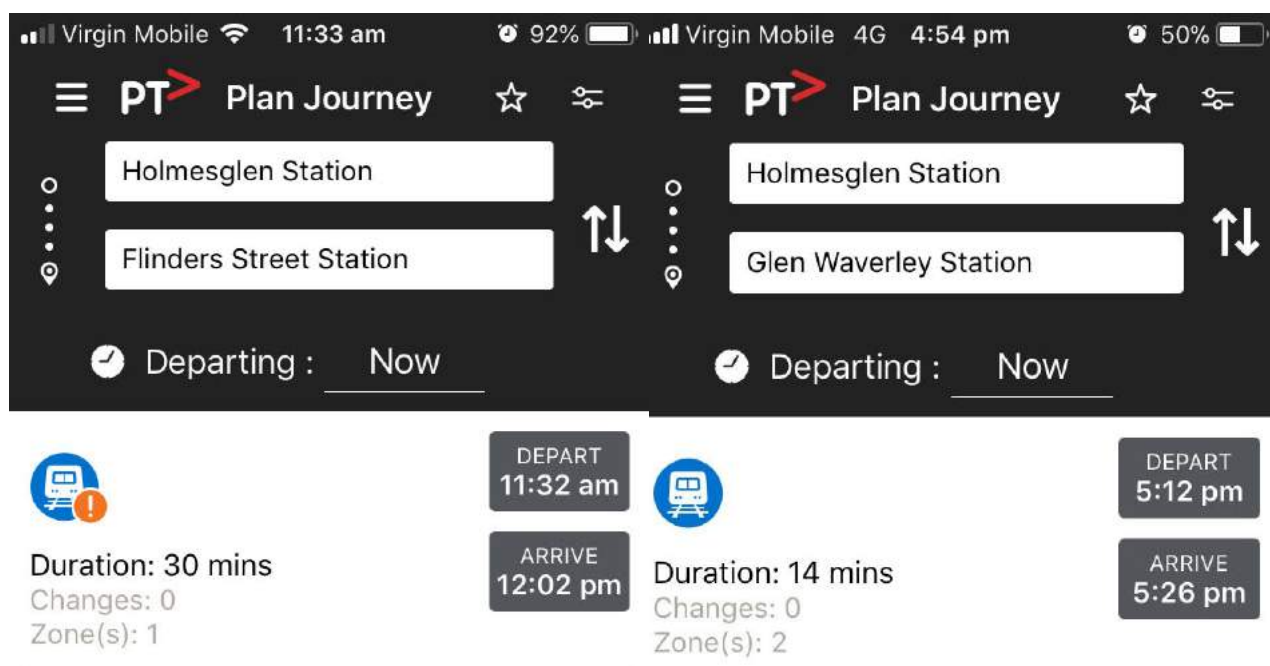 Virgin Mobile 11:33 am 92%
PT> Plan Journey
Holmesglen Station
Flinders Street Station
Departing : Now
DEPART
11:32 am
!
ARRIVE
12:02 pm
Duration: 30 mins
Changes: 0
Zone(s): 1
Virgin Mobile 4G 4:54 pm 50%
PT> Plan Journey
Holmesglen Station
Glen Waverley Station
Departing : Now
DEPART
5:12 pm
ARRIVE
5:26 pm
Duration: 14 mins
Changes: 0
Zone(s): 2